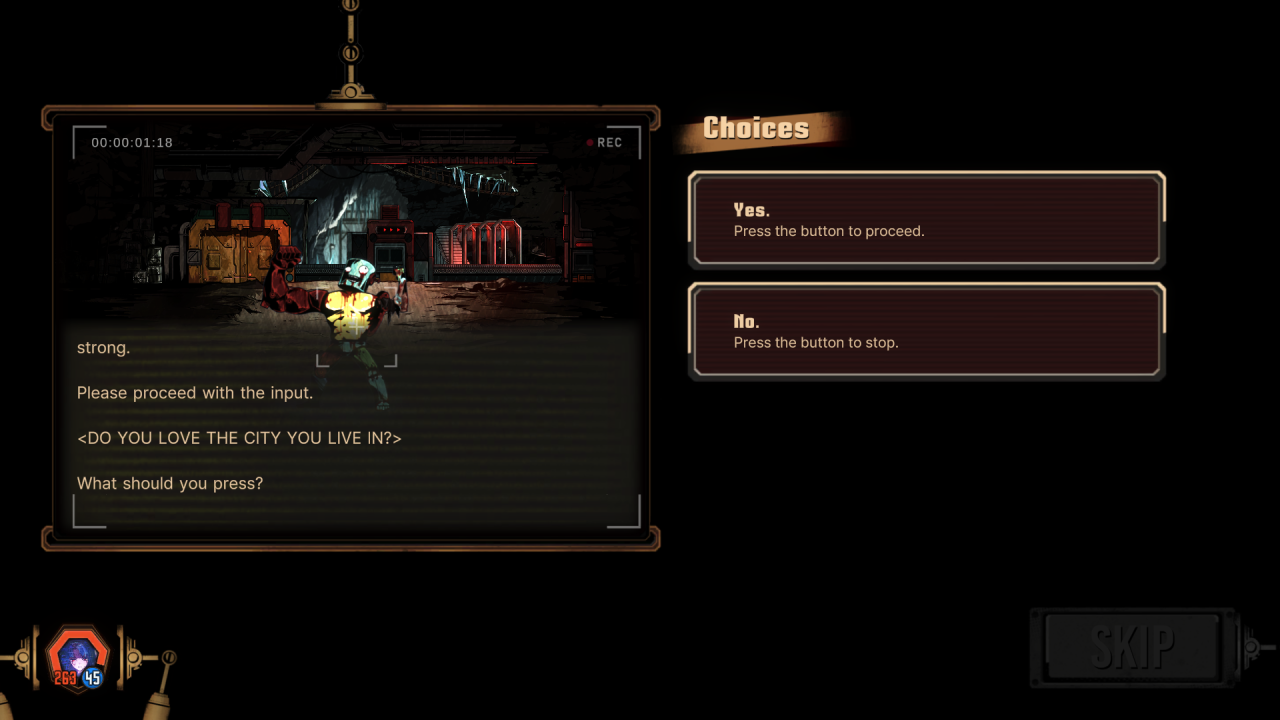 00:00:01:18
REC
strong.
Please proceed with the input.
<DO YOU LOVE THE CITY YOU LIVE IN?>
What should you press?
Choices
Yes.
Press the button to proceed.
No.
Press the button to stop.
263
45
SKIP